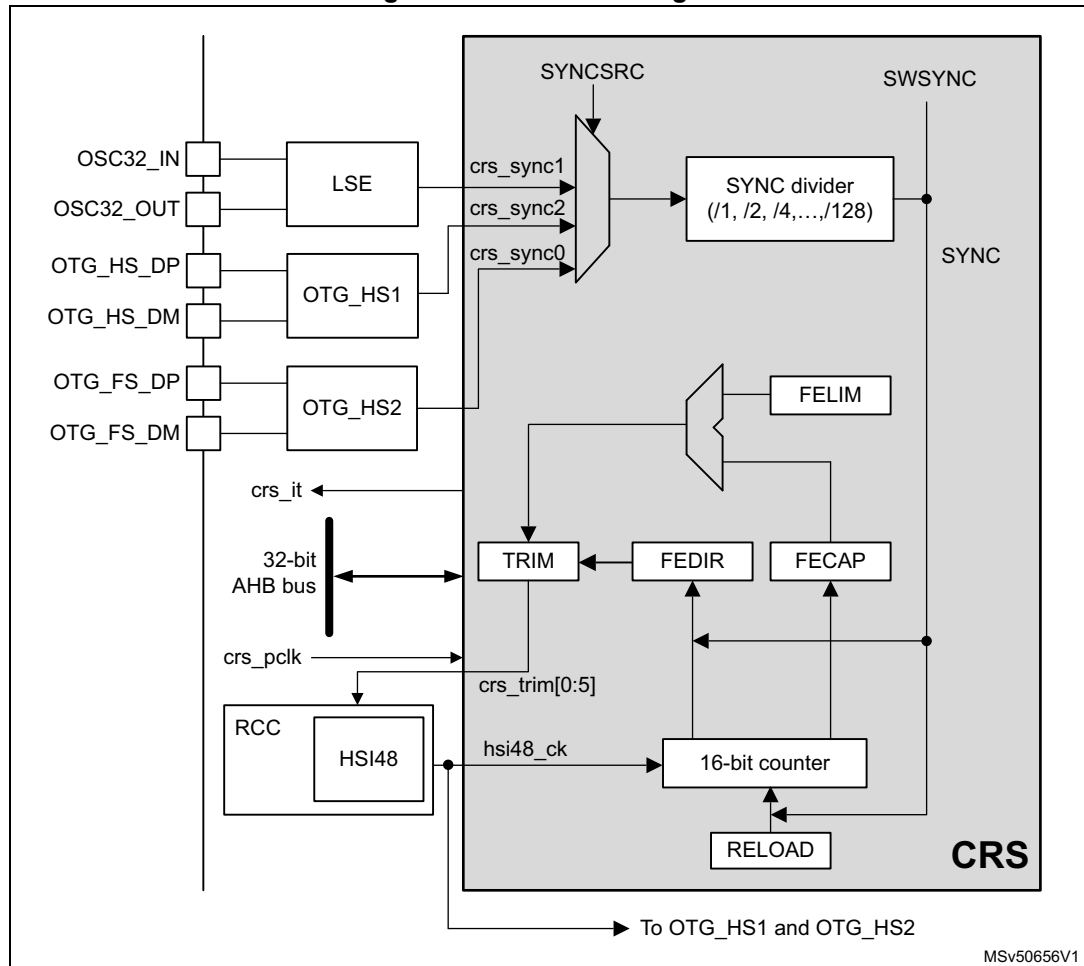 SYNCSRC
SWSYNC
OSC32_IN
LSE
crs_sync1
SYNC divider
(/1, /2, /4,…,/128)
OSC32_OUT
crs_sync2
OTG_HS_DP
crs_sync0
SYNC
OTG_HS1
OTG_HS_DM
OTG_FS_DP
FELIM
OTG_HS2
OTG_FS_DM
crs_it
32-bit
AHB bus
TRIM
FEDIR
FECAP
crs_pclk
crs_trim[0:5]
RCC
HSI48
hsi48_ck
16-bit counter
RELOAD
CRS
To OTG_HS1 and OTG_HS2
MSv50656V1